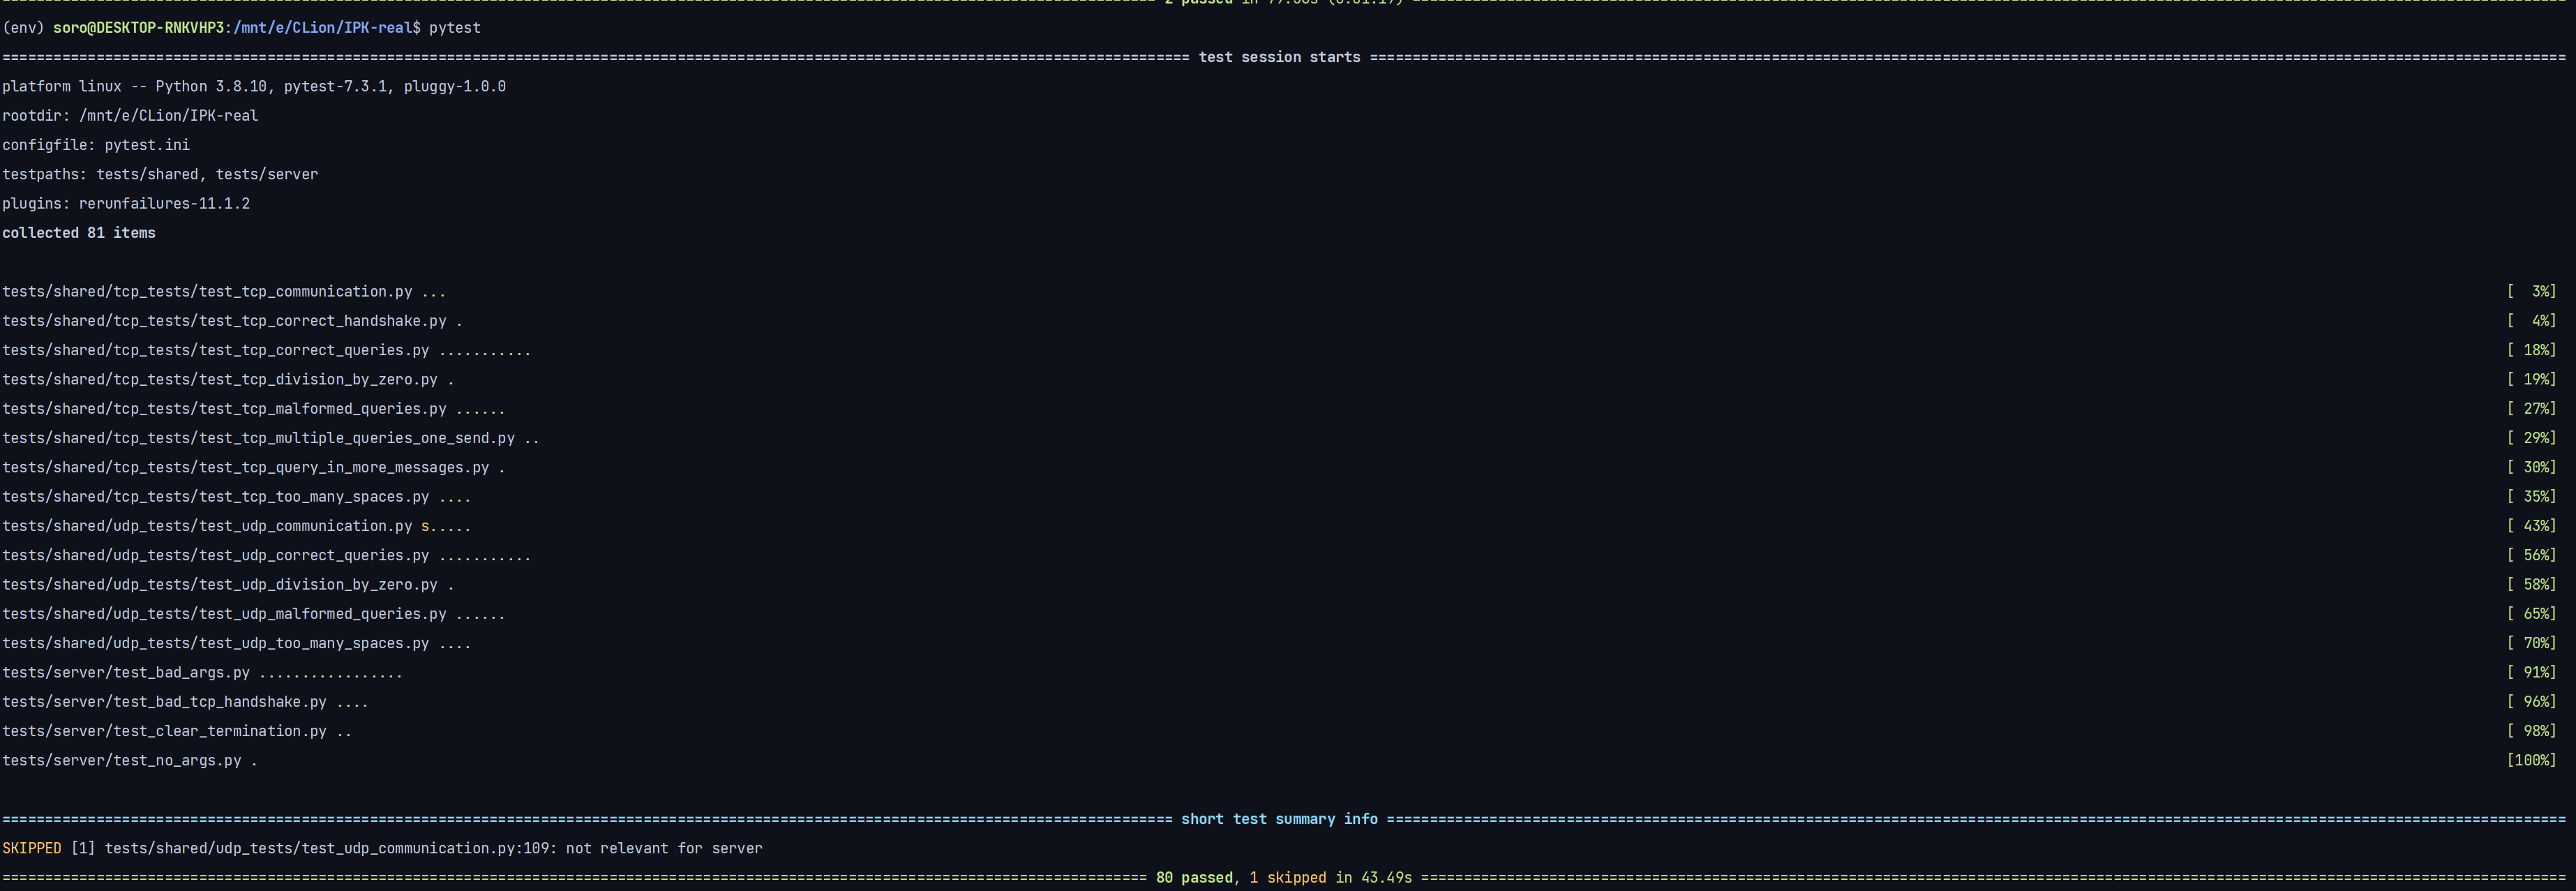 2 passed in
(env) soro@DESKTOP-RNKVHP3:/mnt/e/CLion/IPK-real$ pytest
test session starts
platform linux -- Python 3.8.10, pytest-7.3.1, pluggy-1.0.0
rootdir: /mnt/e/CLion/IPK-real
configfile: pytest.ini
testpaths: tests/shared, tests/server
plugins: rerunfailures-11.1.2
collected 81 items
tests/shared/tcp_tests/test_tcp_communication.py ... [  3%]
tests/shared/tcp_tests/test_tcp_correct_handshake.py . [  4%]
tests/shared/tcp_tests/test_tcp_correct_queries.py ........... [ 18%]
tests/shared/tcp_tests/test_tcp_division_by_zero.py . [ 19%]
tests/shared/tcp_tests/test_tcp_malformed_queries.py ...... [ 27%]
tests/shared/tcp_tests/test_tcp_multiple_queries_one_send.py .. [ 29%]
tests/shared/tcp_tests/test_tcp_query_in_more_messages.py . [ 30%]
tests/shared/tcp_tests/test_tcp_too_many_spaces.py .... [ 35%]
tests/shared/udp_tests/test_udp_communication.py s..... [ 43%]
tests/shared/udp_tests/test_udp_correct_queries.py ........... [ 56%]
tests/shared/udp_tests/test_udp_division_by_zero.py . [ 58%]
tests/shared/udp_tests/test_udp_malformed_queries.py ...... [ 65%]
tests/shared/udp_tests/test_udp_too_many_spaces.py .... [ 70%]
tests/server/test_bad_args.py ................. [ 91%]
tests/server/test_bad_tcp_handshake.py .... [ 96%]
tests/server/test_clear_termination.py .. [ 98%]
tests/server/test_no_args.py . [100%]
short test summary info
SKIPPED [1] tests/shared/udp_tests/test_udp_communication.py:109: not relevant for server
80 passed, 1 skipped in 43.49s